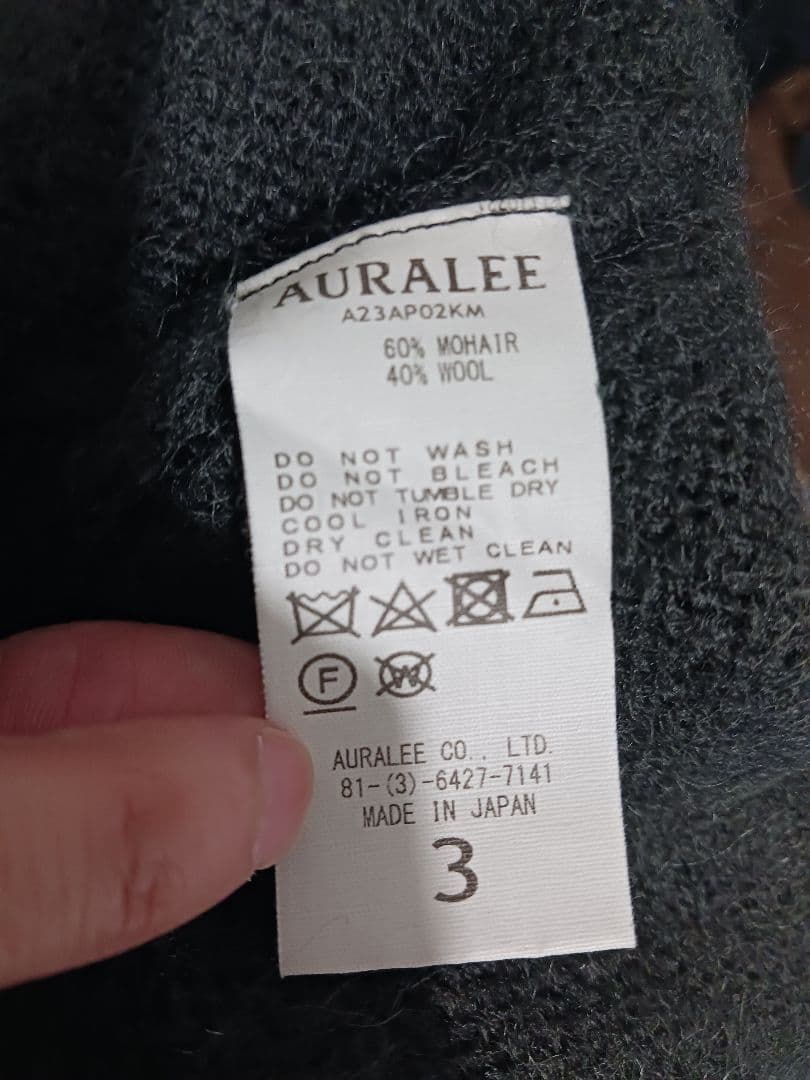 AURALEE
A23AP02KM
60% MOHAIR
40% WOOL
DO NOT WASH
DO NOT BLEACH
DO NOT TUMBLE DRY
COOL IRON
DRY CLEAN
DO NOT WET CLEAN
F W
AURALEE CO., LTD.
81-(3)-6427-7141
MADE IN JAPAN
3